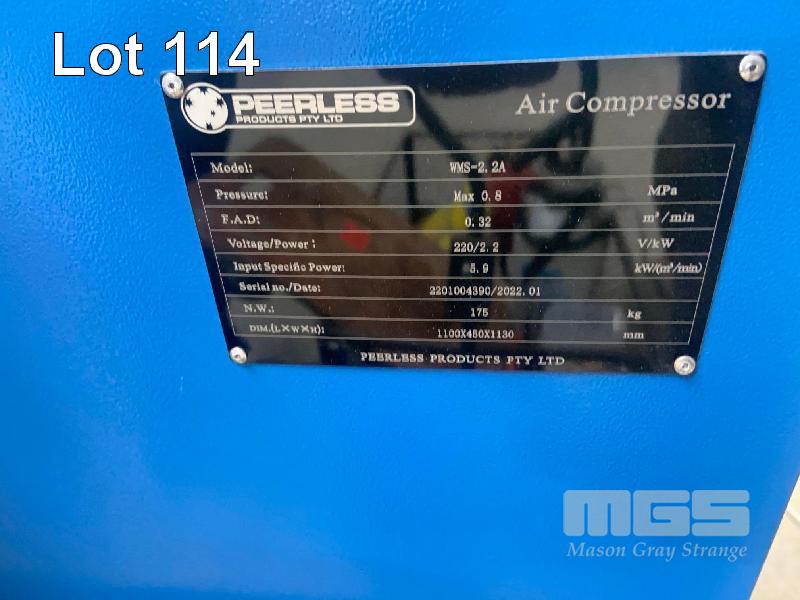 Lot 114
PEERLESS
PRODUCTS PTY LTD
Air Compressor
Model: WMS-2.2A
Pressure: Max 0.8 MPa
F.A.D: 0.32 m³/min
Voltage/Power: 220/2.2 V/kW
Input Specific Power: 5.9 kW/(m³/min)
Serial no./Date: 2201004390/2022.01
N.W.: 175 kg
DIM.(L×W×H): 1100X450X1130 mm
PEERLESS PRODUCTS PTY LTD
MGS
Mason Gray Strange